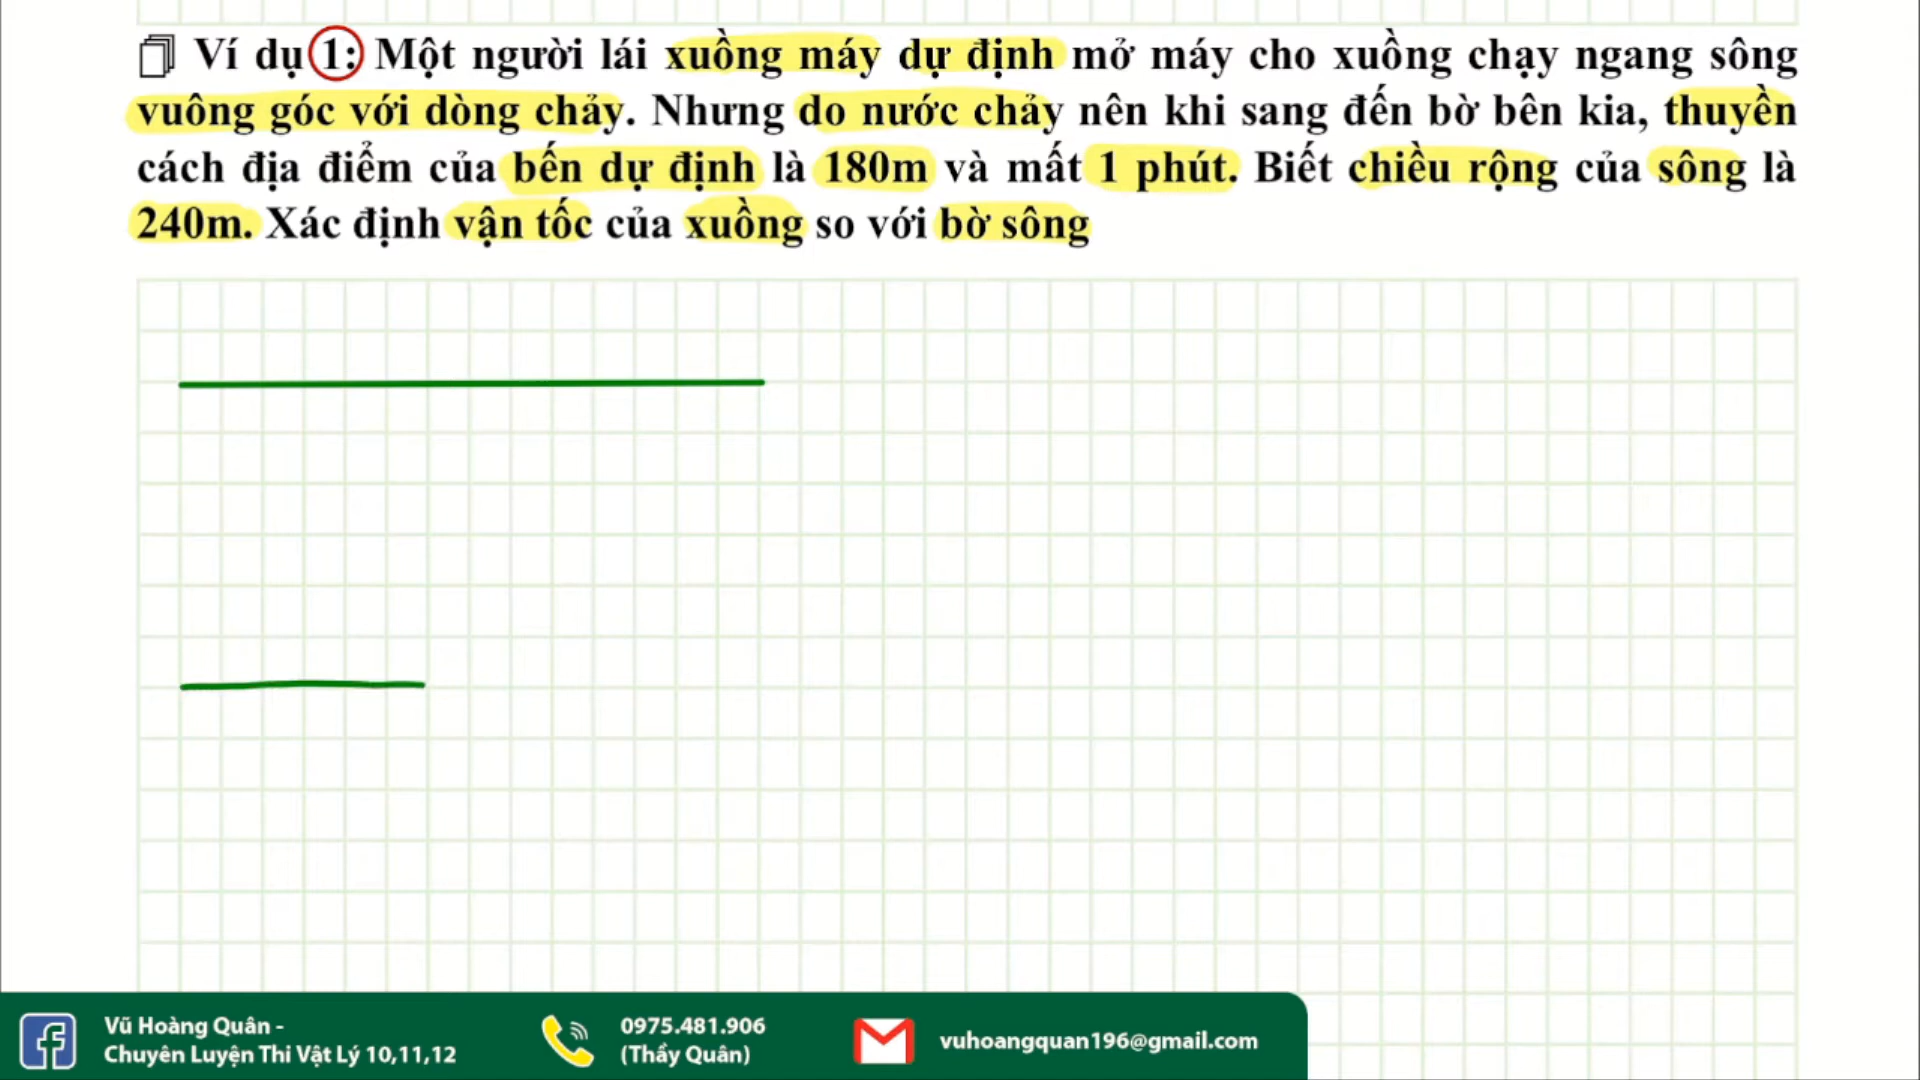 Ví dụ 1: Một người lái xuồng máy dự định mở máy cho xuồng chạy ngang sông
vuông góc với dòng chảy. Nhưng do nước chảy nên khi sang đến bờ bên kia, thuyền
cách địa điểm của bến dự định là 180m và mất 1 phút. Biết chiều rộng của sông là
240m. Xác định vận tốc của xuồng so với bờ sông
Vũ Hoàng Quân -
Chuyên Luyện Thi Vật Lý 10,11,12
0975.481.906
(Thầy Quân)
vuhoangquan196@gmail.com